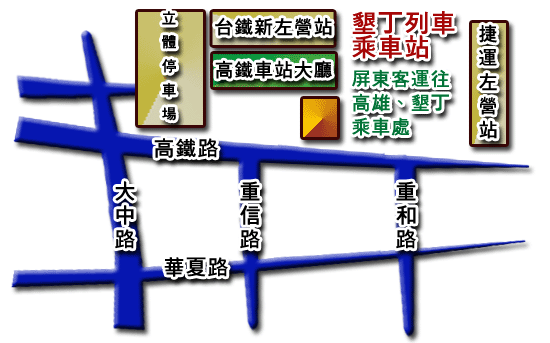 立體停車場
台鐵新左營站
高鐵車站大廳
墾丁列車
乘車站
屏東客運往
高雄、墾丁
乘車處
捷運左營站
高鐵路
大中路
重信路
重和路
華夏路